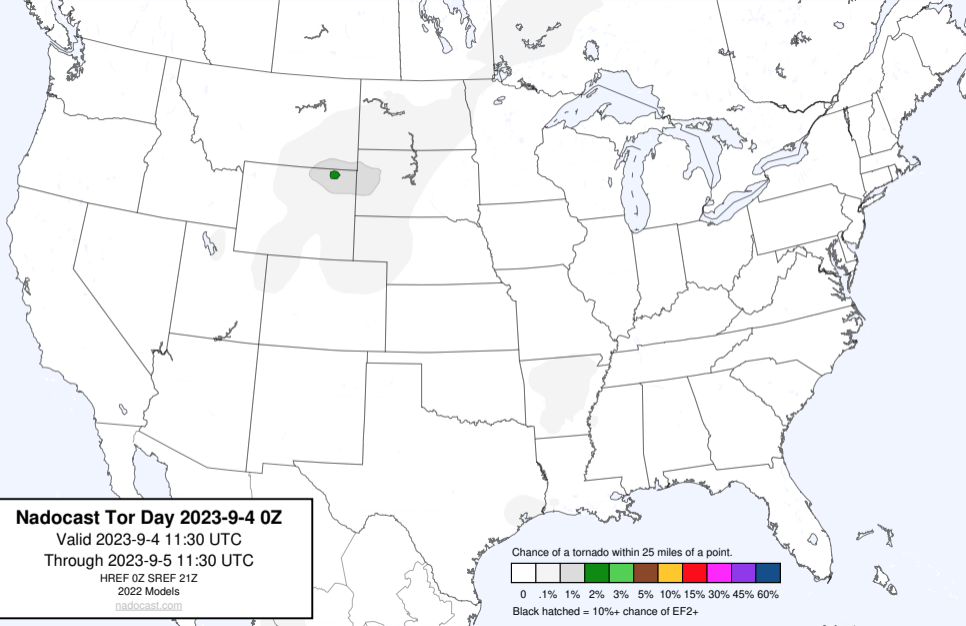 Nadocast Tor Day 2023-9-4 0Z
Valid 2023-9-4 11:30 UTC
Through 2023-9-5 11:30 UTC
HREF 0Z SREF 21Z
2022 Models
nadocast.com
Chance of a tornado within 25 miles of a point.
0 .1% 1% 2% 3% 5% 10% 15% 30% 45% 60%
Black hatched = 10%+ chance of EF2+